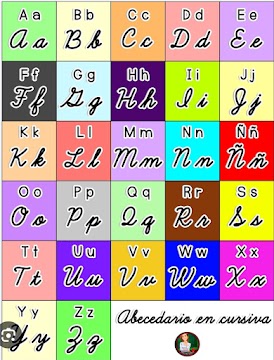 Aa Bb Cc Dd Ee
Aa Bb Cc Dd Ee
Ff Gg Hh Ii Jj
Ff Gg Hh Ii Jj
Kk Ll Mm Nn Ññ
Kk Ll Mm Nn Ññ
Oo Pp Qq Rr Ss
Oo Pp Qq Rr Ss
Tt Uu Vv Ww Xx
Tt Uu Vv Ww Xx
Yy Zz
Yy Zz
Abecedario en cursiva